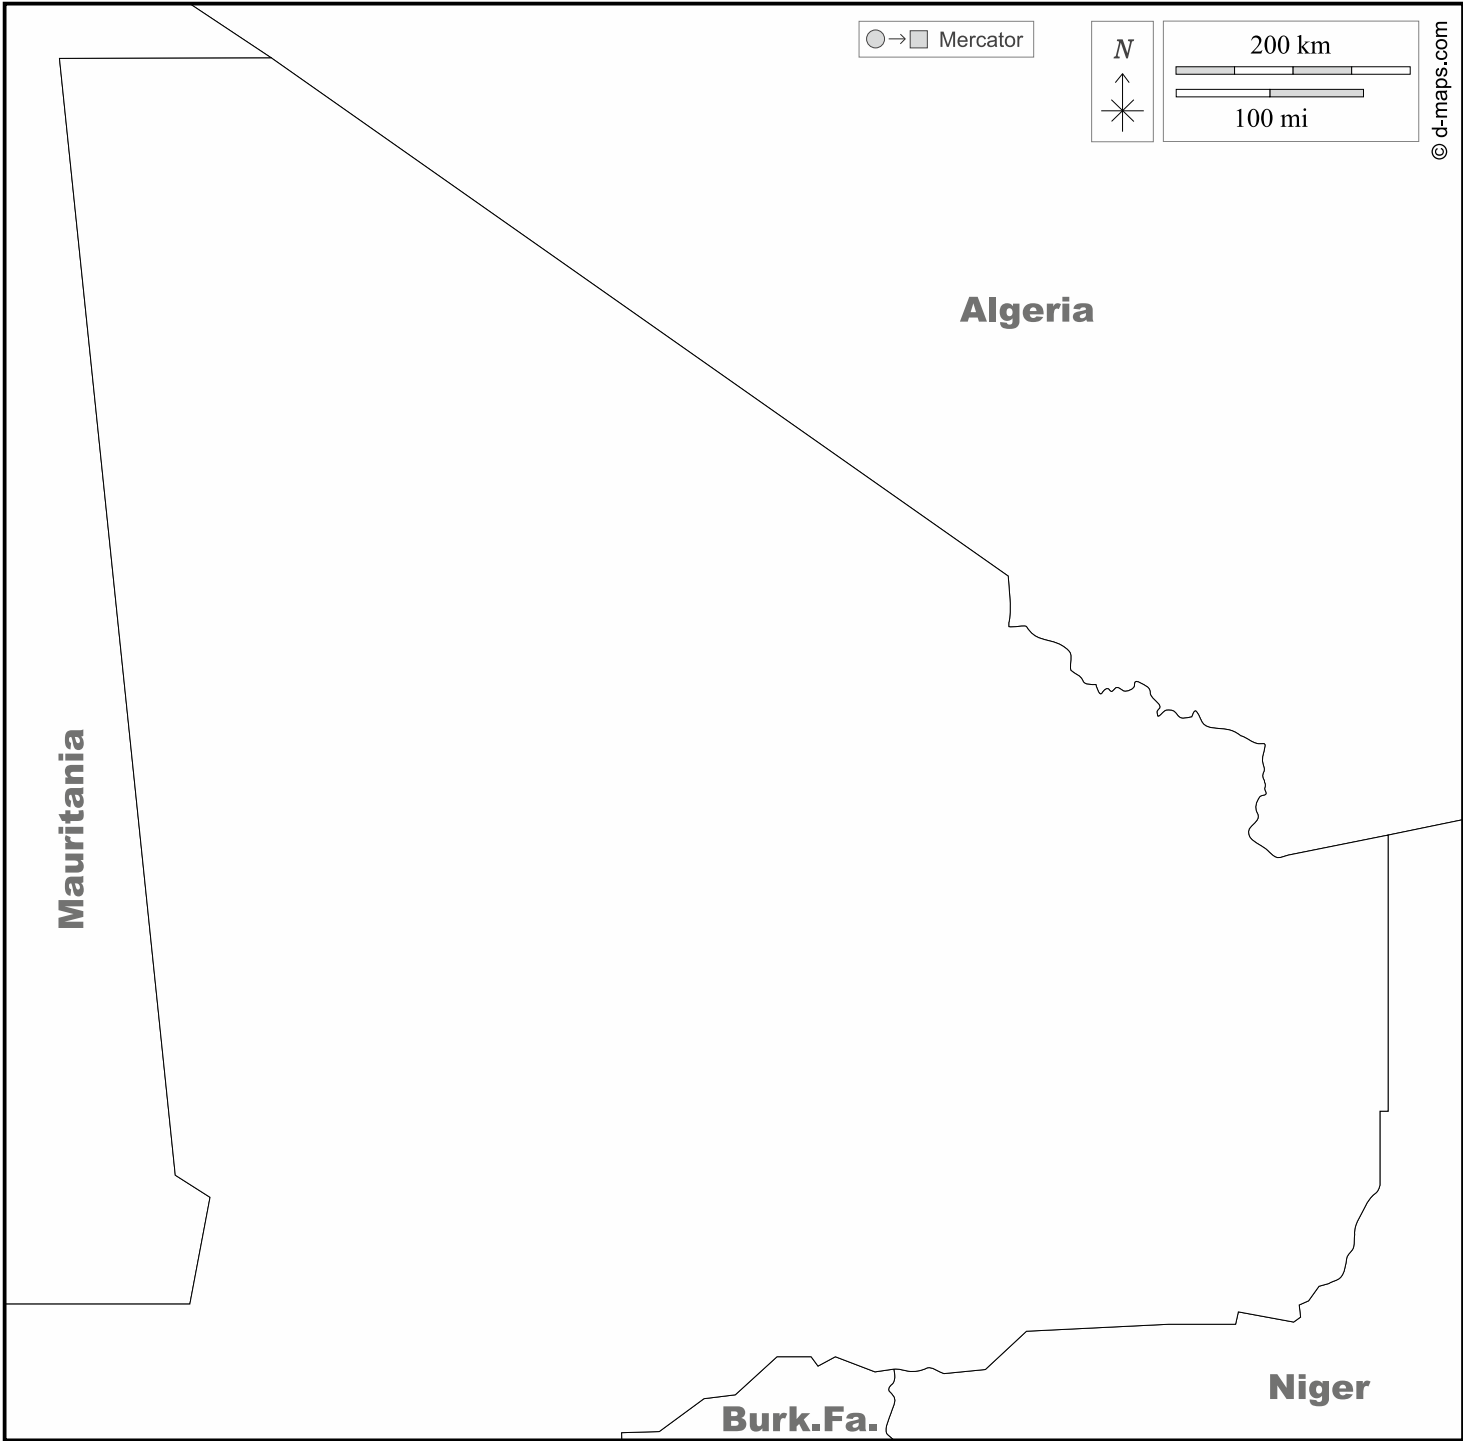 Mercator
N
200 km
100 mi
© d-maps.com
Algeria
Mauritania
Niger
Burk.Fa.